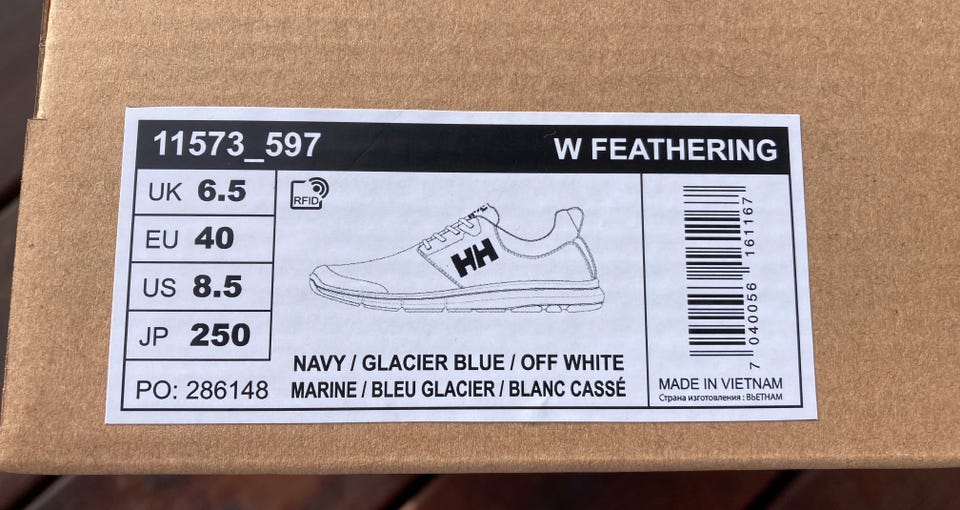 11573_597
W FEATHERING
UK 6.5
EU 40
US 8.5
JP 250
PO: 286148
RFID
HH
NAVY / GLACIER BLUE / OFF WHITE
MARINE / BLEU GLACIER / BLANC CASSÉ
7 040056 161167
MADE IN VIETNAM
Страна изготовления : ВЬЕТНАМ